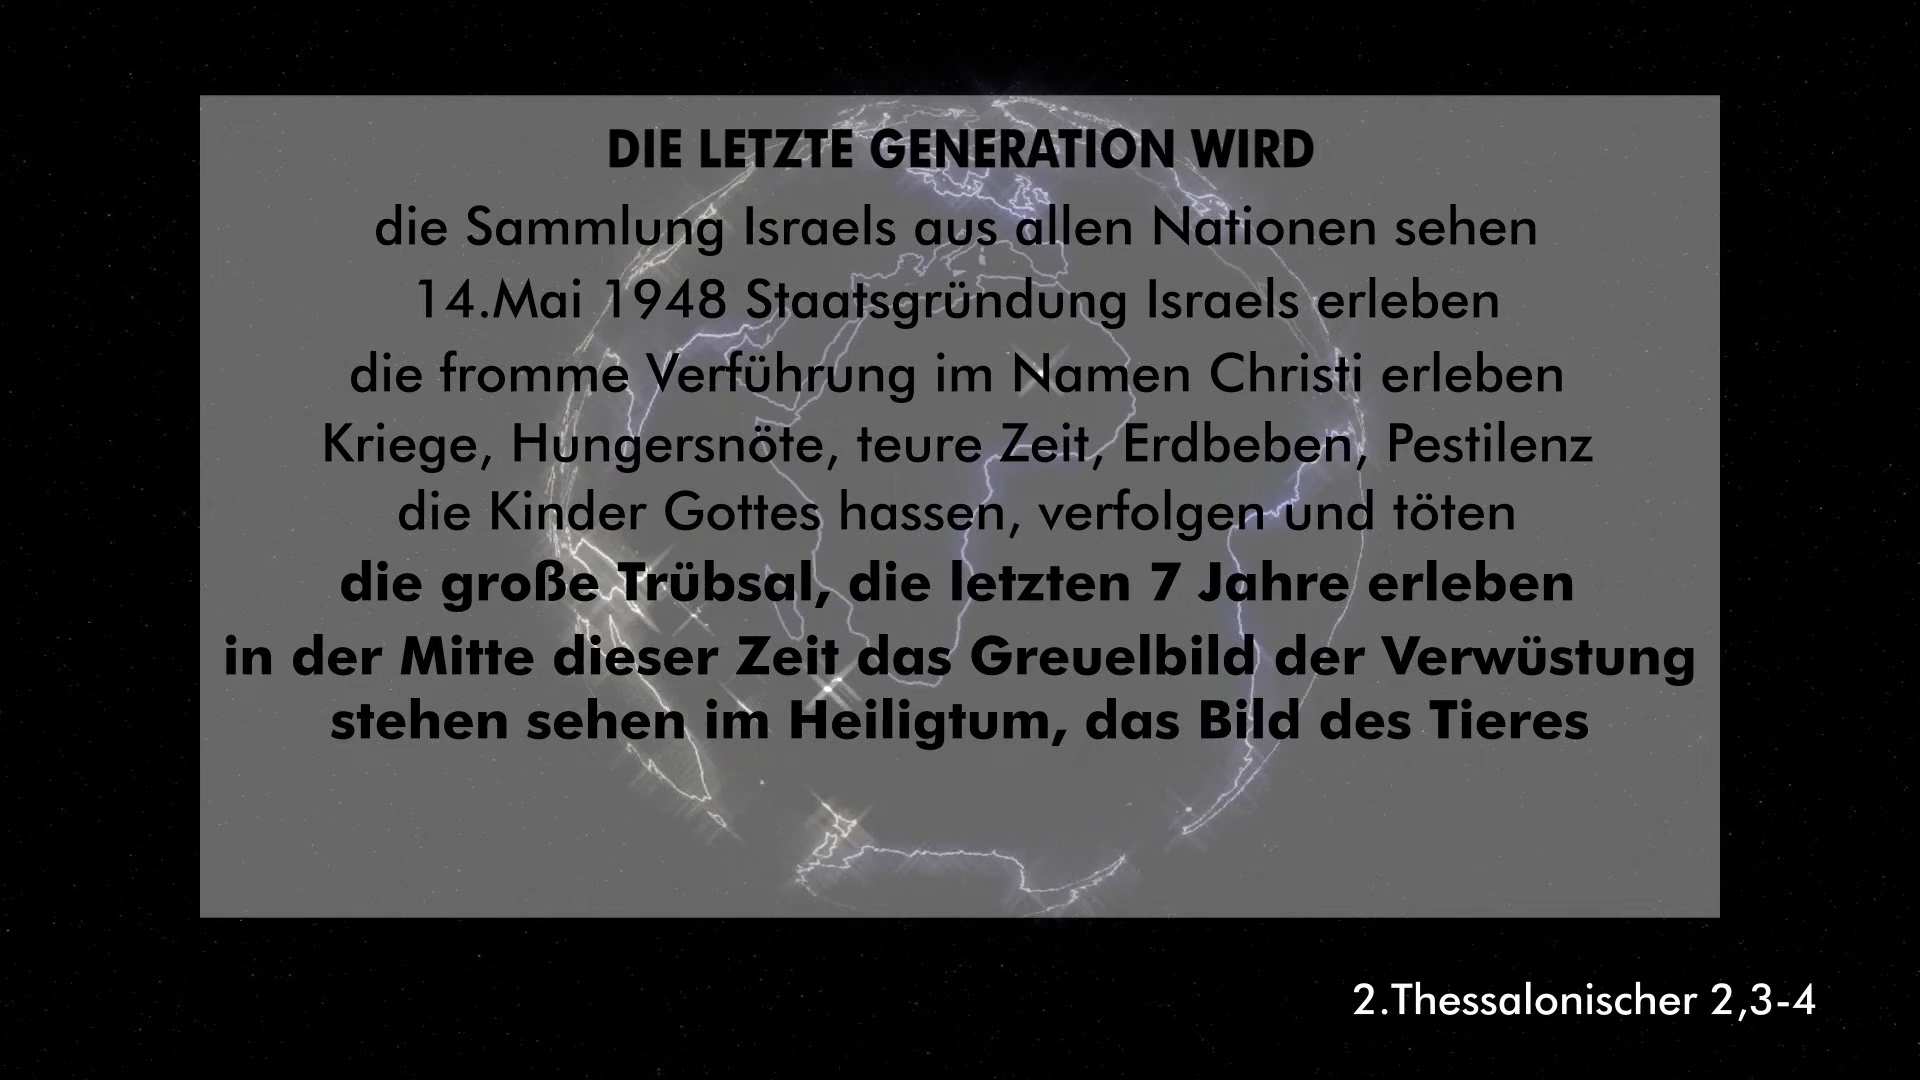 DIE LETZTE GENERATION WIRD
die Sammlung Israels aus allen Nationen sehen
14.Mai 1948 Staatsgründung Israels erleben
die fromme Verführung im Namen Christi erleben
Kriege, Hungersnöte, teure Zeit, Erdbeben, Pestilenz
die Kinder Gottes hassen, verfolgen und töten
die große Trübsal, die letzten 7 Jahre erleben
in der Mitte dieser Zeit das Greuelbild der Verwüstung
stehen sehen im Heiligtum, das Bild des Tieres
2.Thessalonischer 2,3-4